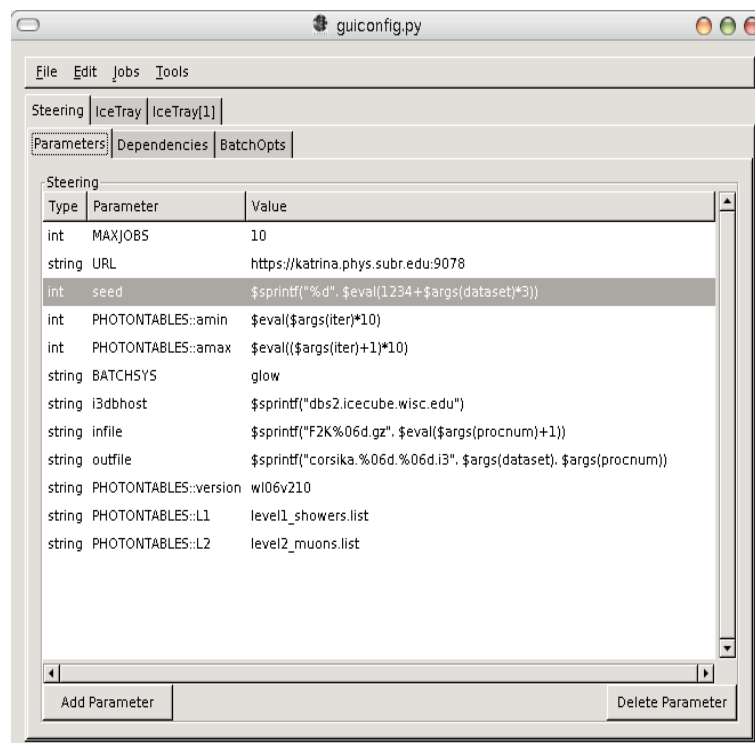 guiconfig.py
File Edit Jobs Tools
Steering IceTray IceTray[1]
Parameters Dependencies BatchOpts
Steering
Type Parameter Value
int MAXJOBS 10
string URL https://katrina.phys.subr.edu:9078
int seed $sprintf("%d", $eval(1234+$args(dataset)*3))
int PHOTONTABLES::amin $eval($args(iter)*10)
int PHOTONTABLES::amax $eval(($args(iter)+1)*10)
string BATCHSYS glow
string i3dbhost $sprintf("dbs2.icecube.wisc.edu")
string infile $sprintf("F2K%06d.gz", $eval($args(procnum)+1))
string outfile $sprintf("corsika.%06d.%06d.i3", $args(dataset), $args(procnum))
string PHOTONTABLES::version wl06v210
string PHOTONTABLES::L1 level1_showers.list
string PHOTONTABLES::L2 level2_muons.list
Add Parameter Delete Parameter